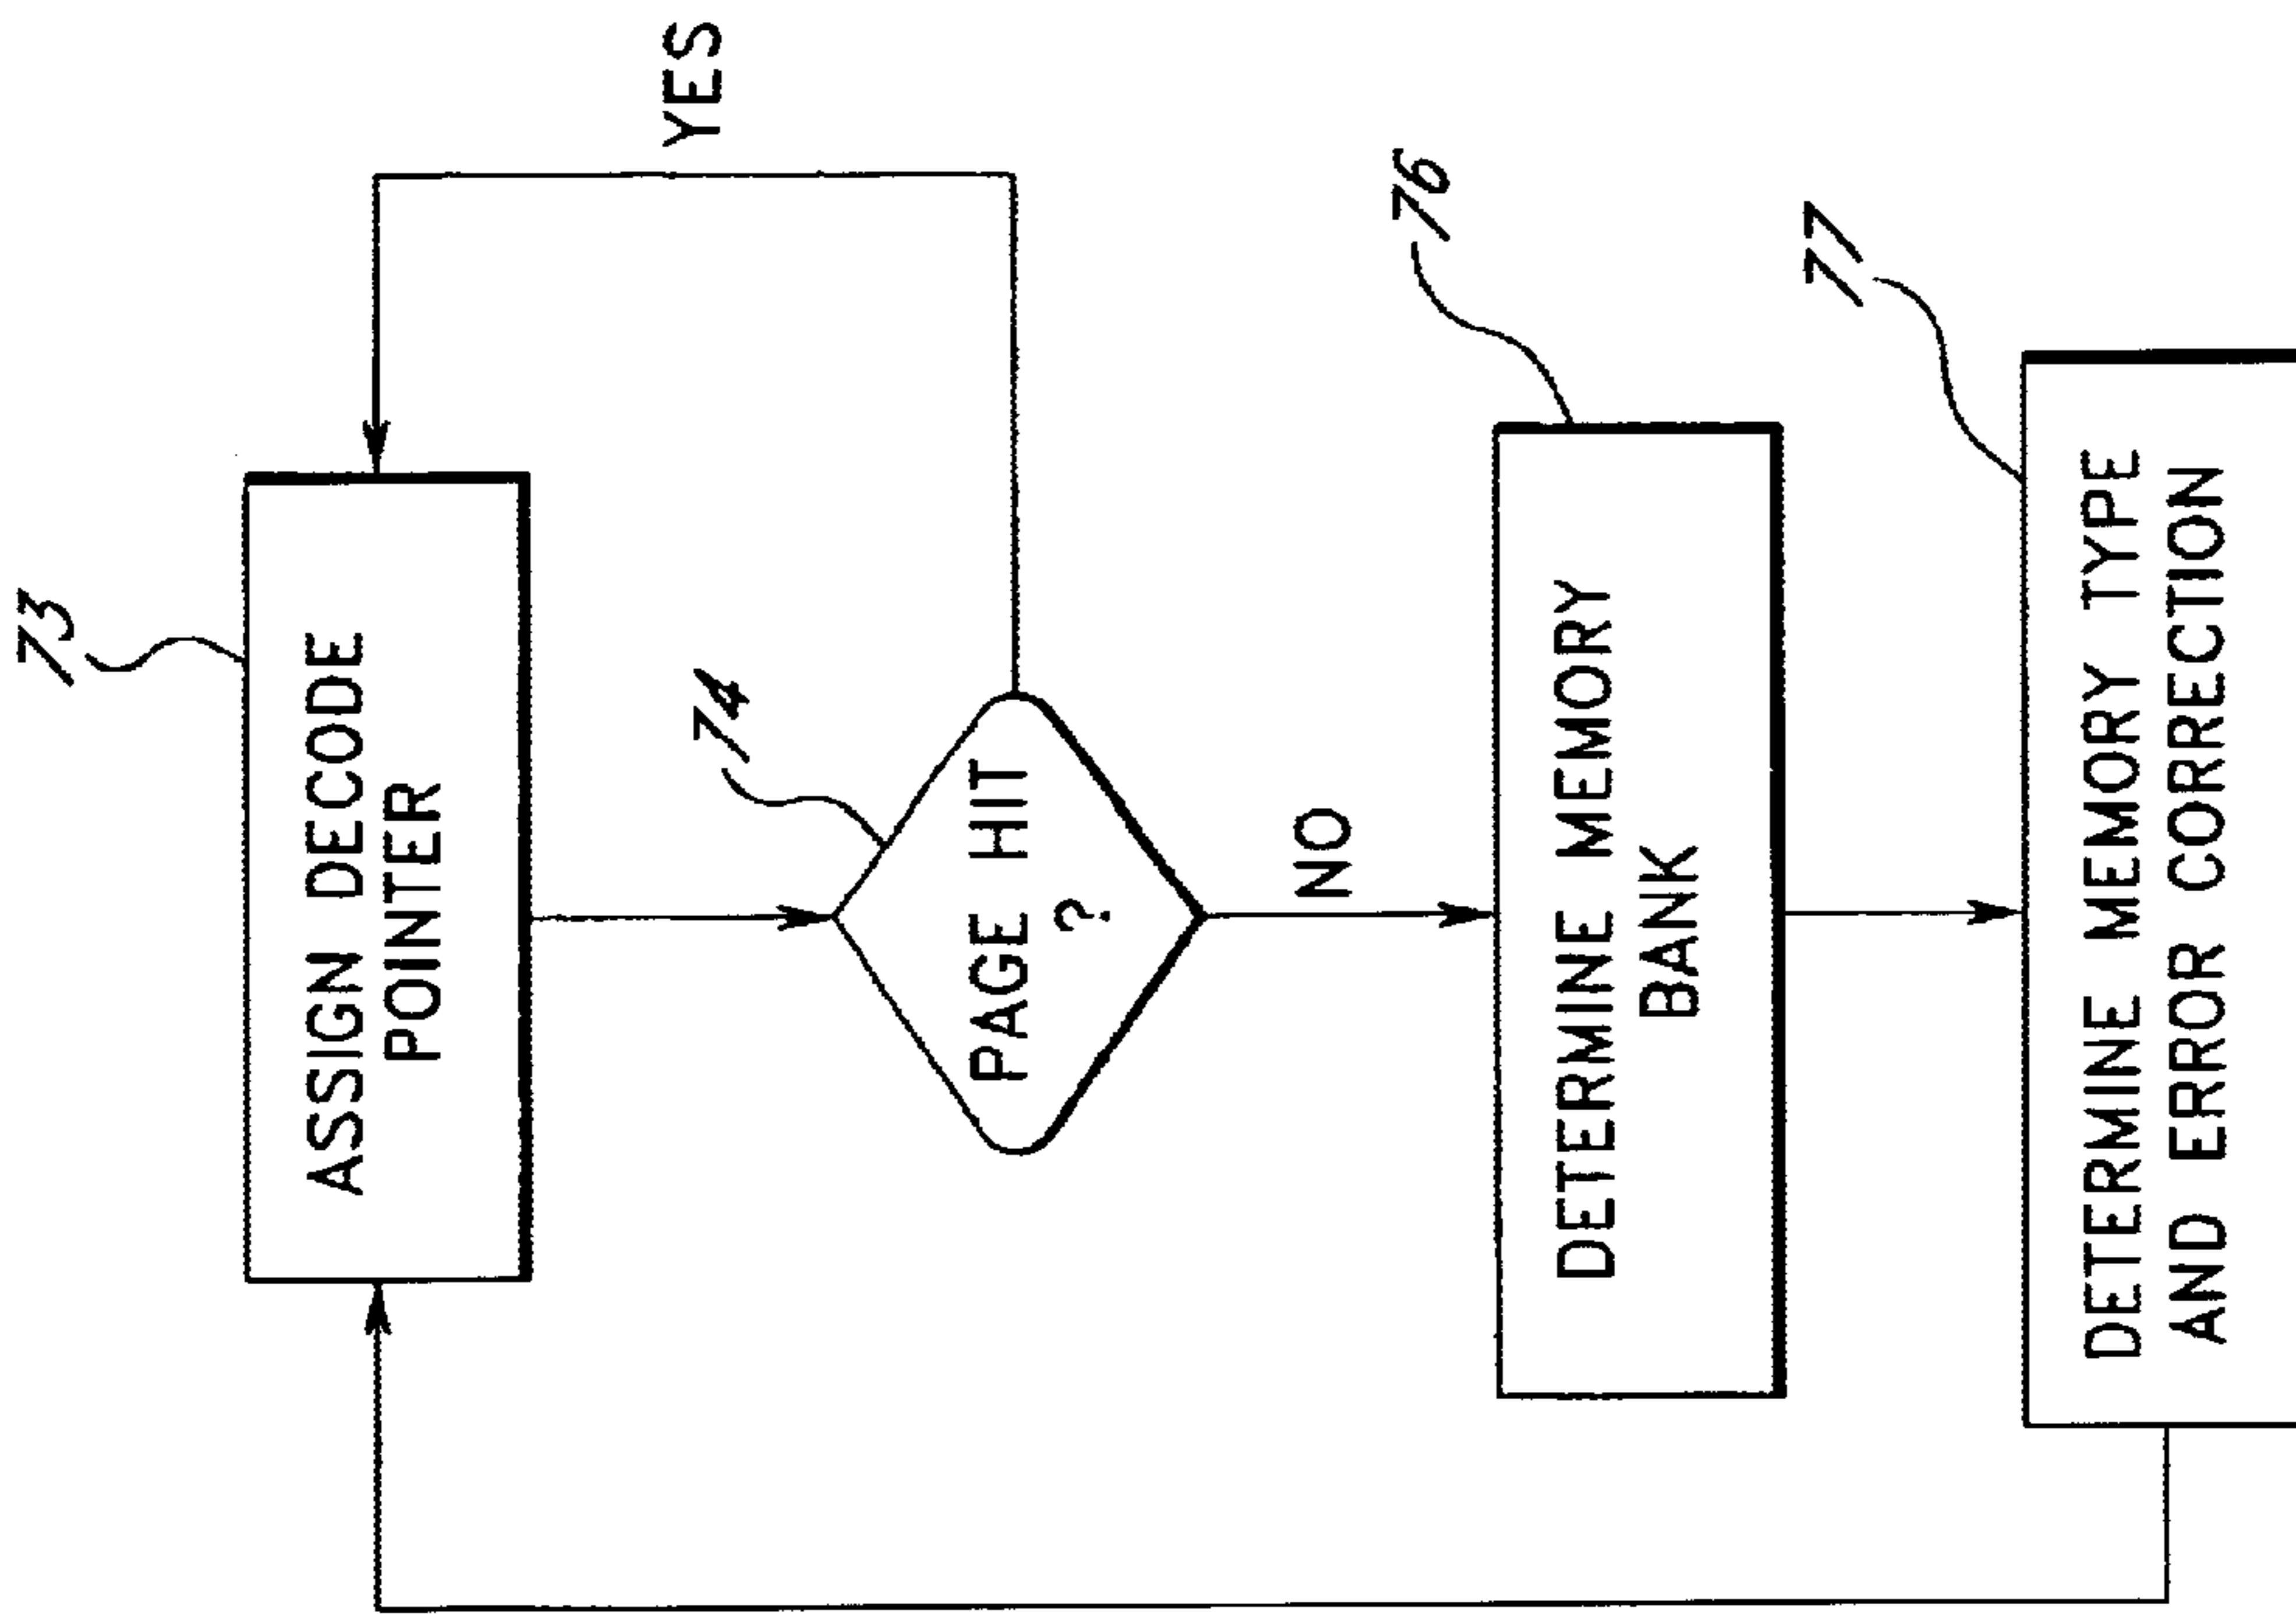 73
ASSIGN DECODE
POINTER
YES
74
PAGE HIT
?
NO
76
DETERMINE MEMORY
BANK
77
DETERMINE MEMORY TYPE
AND ERROR CORRECTION